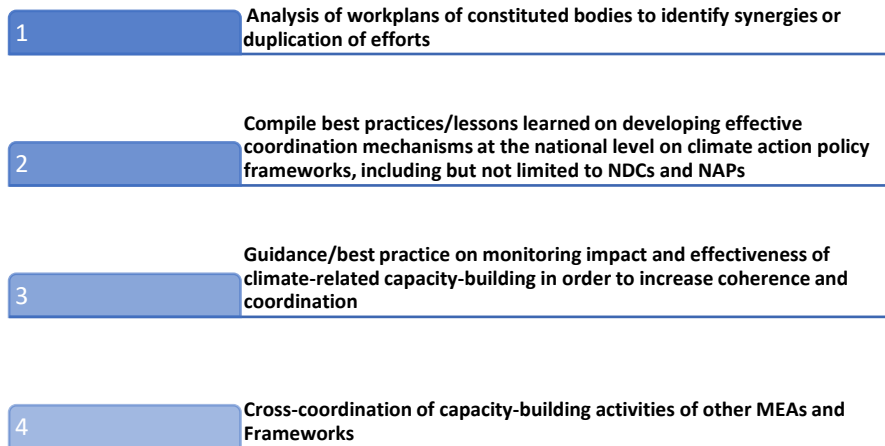 1
Analysis of workplans of constituted bodies to identify synergies or
duplication of efforts
2
Compile best practices/lessons learned on developing effective
coordination mechanisms at the national level on climate action policy
frameworks, including but not limited to NDCs and NAPs
3
Guidance/best practice on monitoring impact and effectiveness of
climate-related capacity-building in order to increase coherence and
coordination
4
Cross-coordination of capacity-building activities of other MEAs and
Frameworks